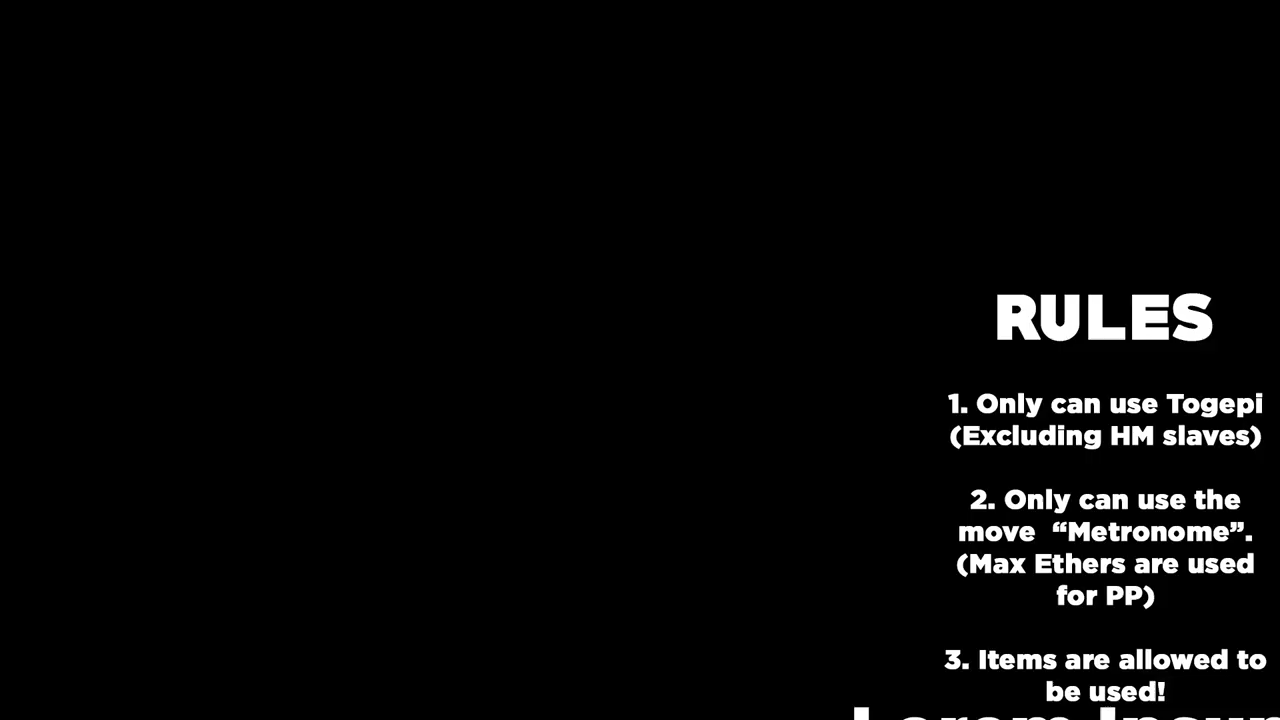 RULES
1. Only can use Togepi
(Excluding HM slaves)
2. Only can use the
move “Metronome”.
(Max Ethers are used
for PP)
3. Items are allowed to
be used!